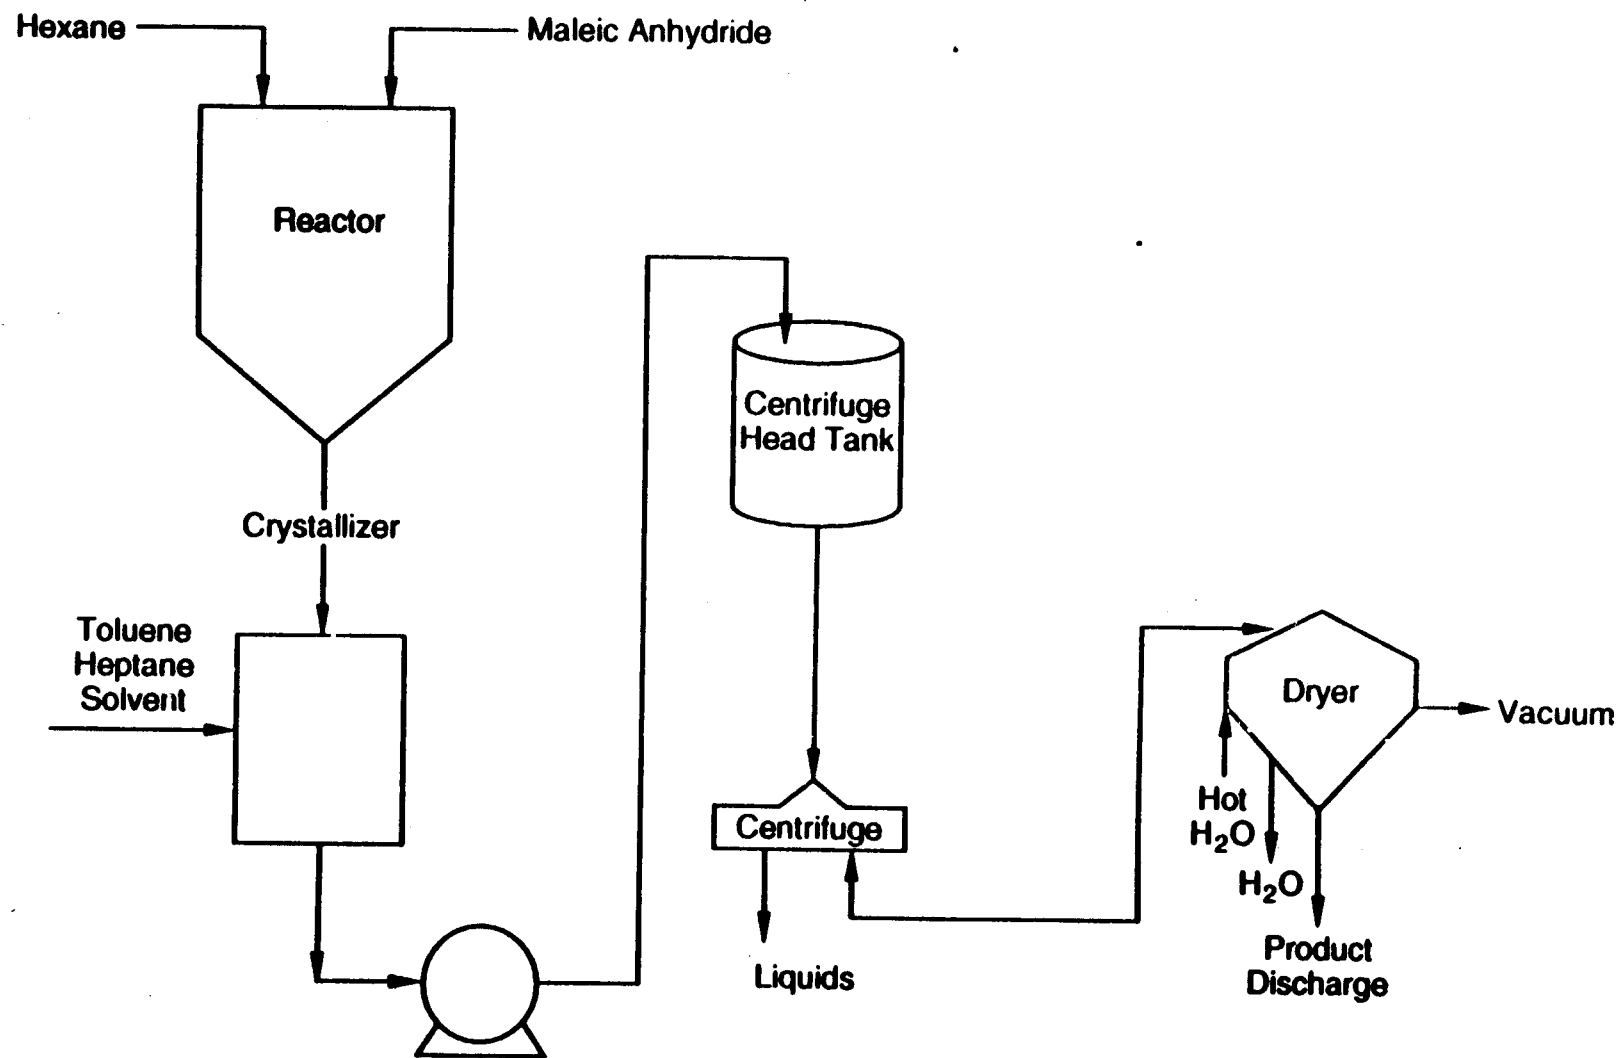 Hexane
Maleic Anhydride
Reactor
Centrifuge
Head Tank
Crystallizer
Toluene
Heptane
Solvent
Dryer
Vacuum
Hot
H₂O
H₂O
Centrifuge
Liquids
Product
Discharge